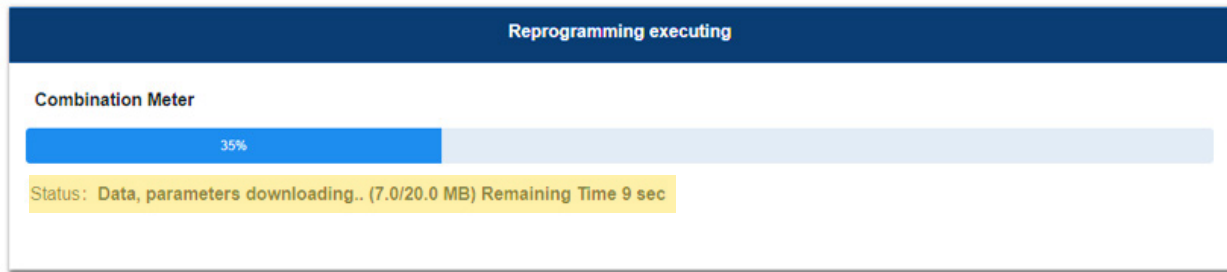 Reprogramming executing
Combination Meter
35%
Status: Data, parameters downloading.. (7.0/20.0 MB) Remaining Time 9 sec